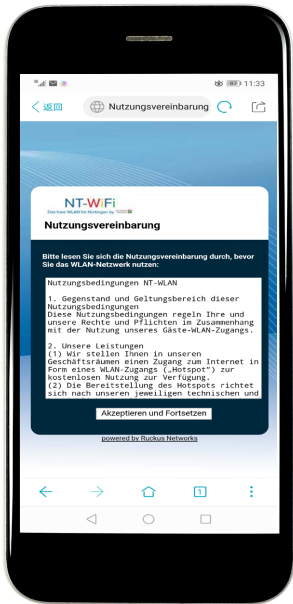 11:33
返回
Nutzungsvereinbarung
NT-WiFi
Das freie WLAN für Nürtingen by
Nutzungsvereinbarung
Bitte lesen Sie sich die Nutzungsvereinbarung durch, bevor
Sie das WLAN-Netzwerk nutzen:
Nutzungsbedingungen NT-WLAN
1. Gegenstand und Geltungsbereich dieser
Nutzungsbedingungen
Diese Nutzungsbedingungen regeln Ihre und
unsere Rechte und Pflichten im Zusammenhang
mit der Nutzung unseres Gäste-WLAN-Zugangs.
2. Unsere Leistungen
(1) Wir stellen Ihnen in unseren
Geschäftsräumen einen Zugang zum Internet in
Form eines WLAN-Zugangs („Hotspot“) zur
kostenlosen Nutzung zur Verfügung.
(2) Die Bereitstellung des Hotspots richtet
sich nach unseren jeweiligen technischen und
Akzeptieren und Fortsetzen
powered by Ruckus Networks
1